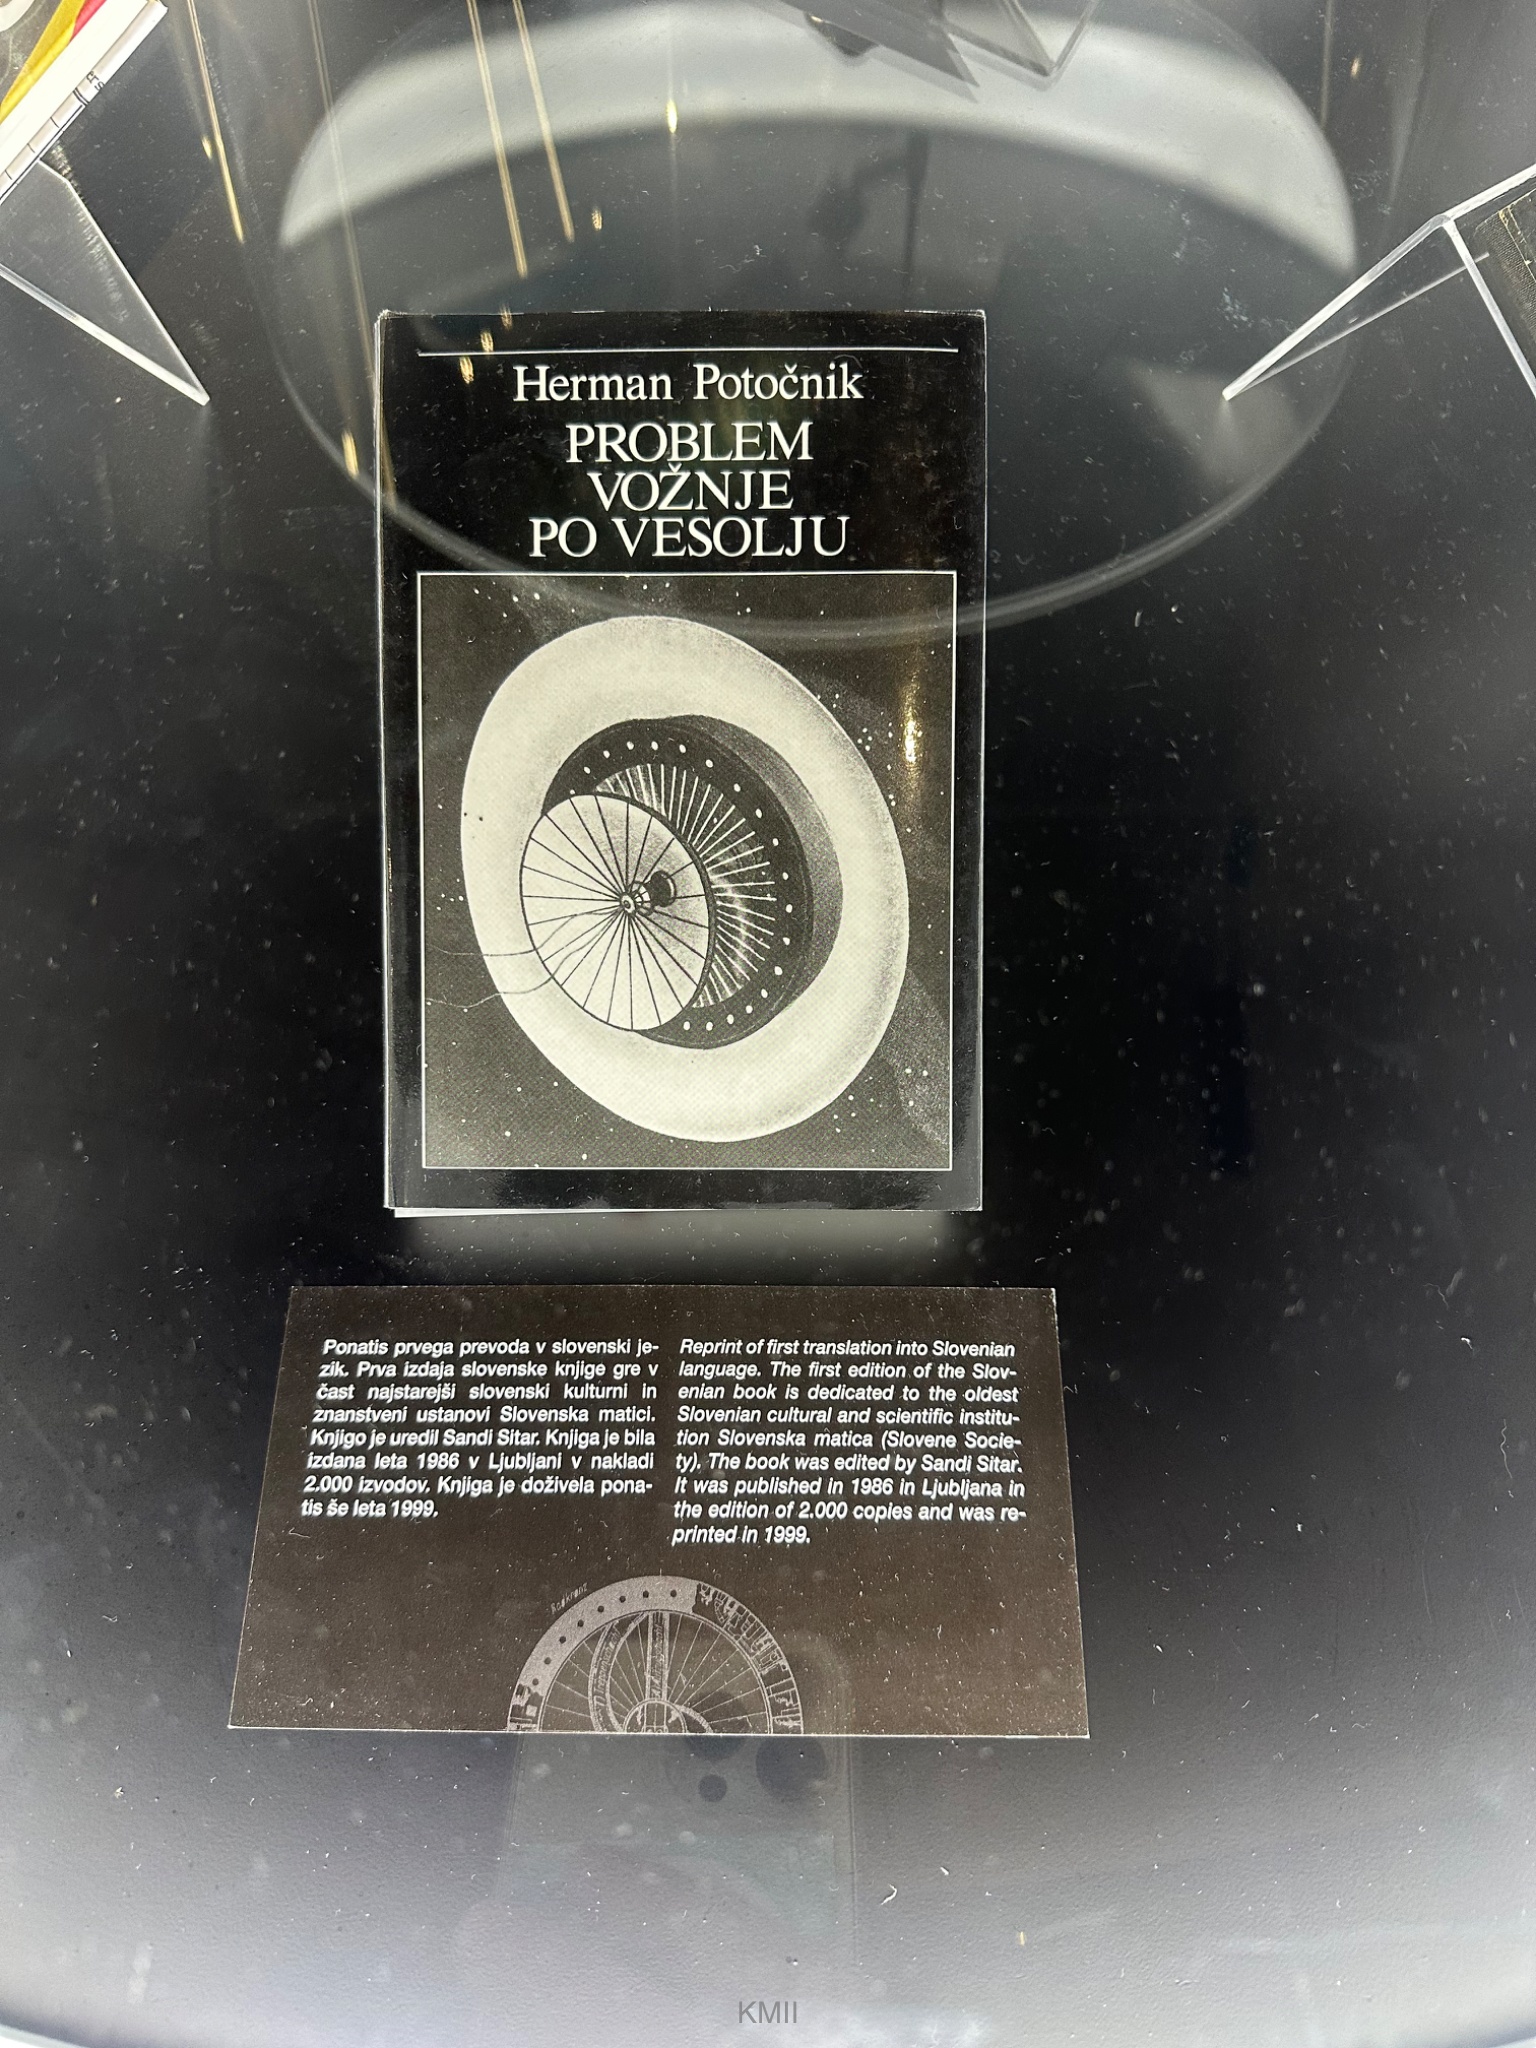 Herman Potočnik
PROBLEM
VOŽNJE
PO VESOLJU
Ponatis prvega prevoda v slovenski je-
zik. Prva izdaja slovenske knjige gre v
čast najstarejši slovenski kulturni in
znanstveni ustanovi Slovenska matici.
Knjigo je uredil Sandi Sitar. Knjiga je bila
izdana leta 1986 v Ljubljani v nakladi
2.000 izvodov. Knjiga je doživela pona-
tis še leta 1999.
Reprint of first translation into Slovenian
language. The first edition of the Slov-
enian book is dedicated to the oldest
Slovenian cultural and scientific institu-
tion Slovenska matica (Slovene Socie-
ty). The book was edited by Sandi Sitar.
It was published in 1986 in Ljubljana in
the edition of 2.000 copies and was re-
printed in 1999.
Radkranz
KMII